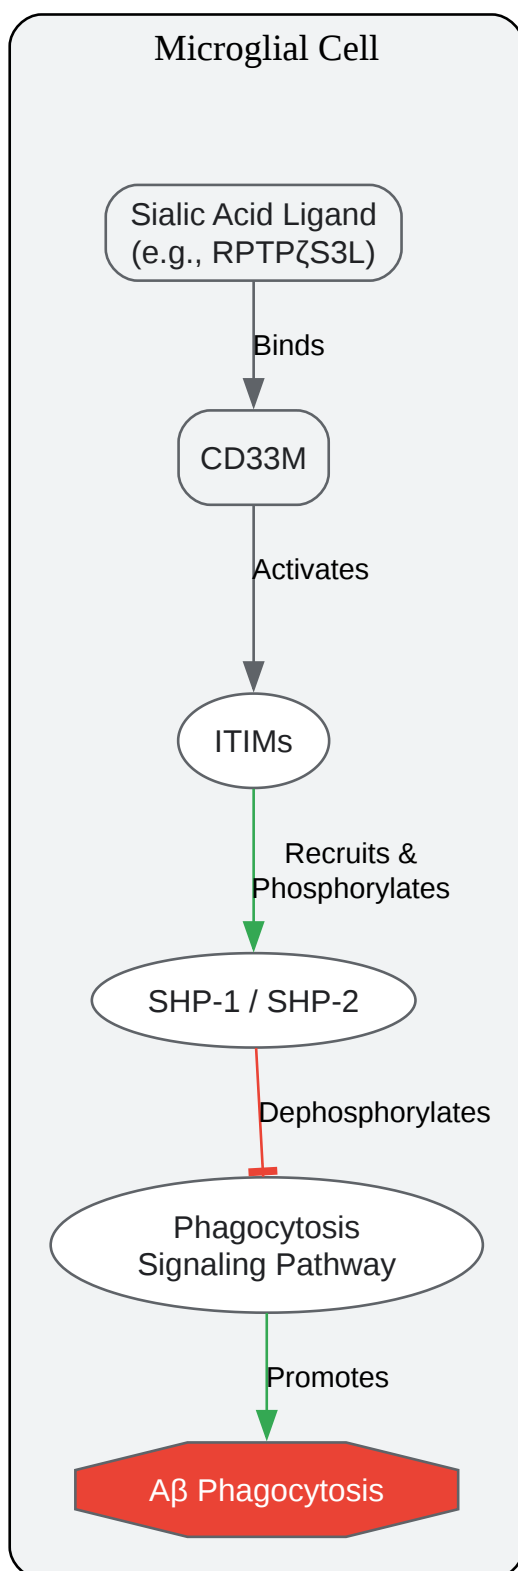 Microglial Cell
Sialic Acid Ligand
(e.g., RPTPζS3L)
Binds
CD33M
Activates
ITIMs
Recruits &
Phosphorylates
SHP-1 / SHP-2
Dephosphorylates
Phagocytosis
Signaling Pathway
Promotes
Aβ Phagocytosis